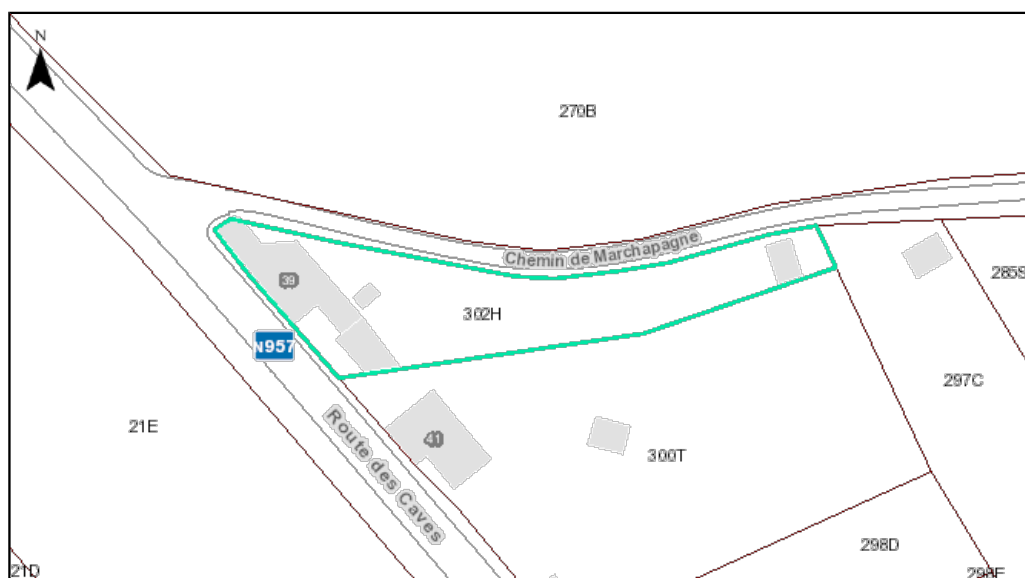 N
270B
Chemin de Marchapagne
285S
39
302H
N957
297C
21E
41
Route des Caves
300T
298D
21D